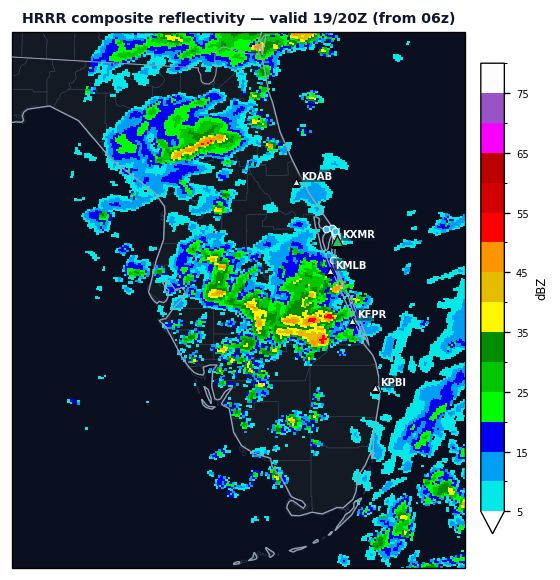 HRRR composite reflectivity — valid 19/20Z (from 06z)
KDAB
KXMR
KMLB
KFPR
KPBI
75
65
55
45
35
25
15
5
dBZ